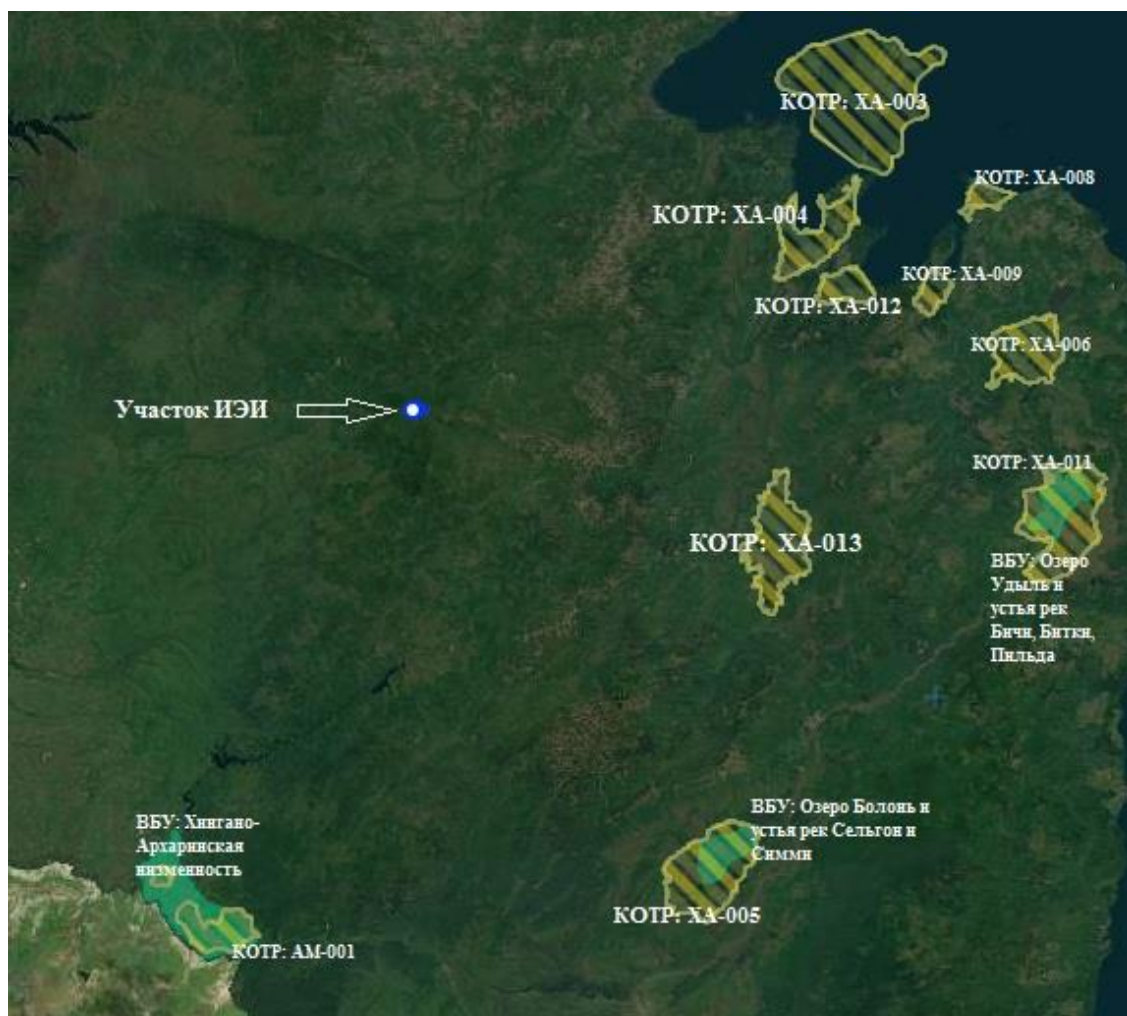 КОТР: ХА-003
КОТР: ХА-008
КОТР: ХА-004
КОТР: ХА-009
КОТР: ХА-012
КОТР: ХА-006
Участок ИЭИ
КОТР: ХА-011
КОТР: ХА-013
ВБУ: Озеро
Удыль и
устья рек
Бичи, Битки,
Пильда
ВБУ: Озеро Болонь и
устья рек Сельгон и
Симми
ВБУ: Хингано-
Архаринская
низменность
КОТР: ХА-005
КОТР: АМ-001